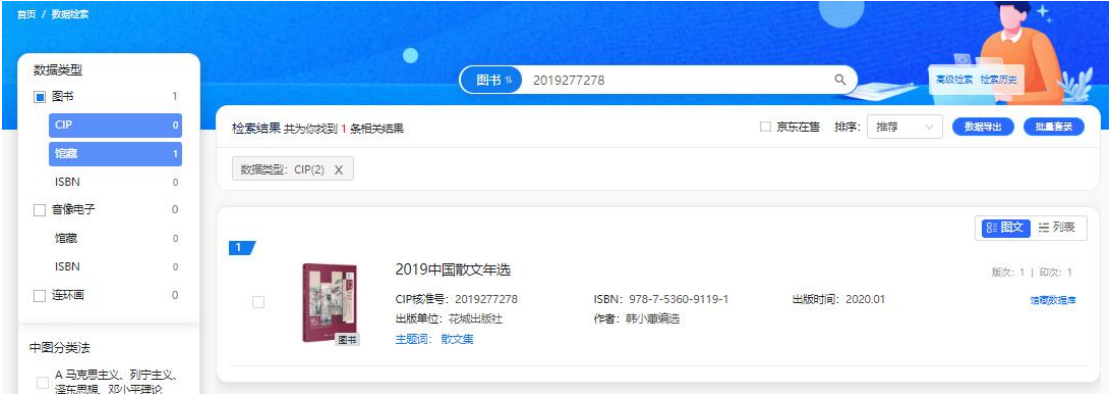 首页 / 数据检索
图书 2019277278
高级检索 检索历史
数据类型
图书 1
CIP 0
馆藏 1
ISBN 0
音像电子 0
馆藏 0
ISBN 0
连环画 0
中图分类法
A 马克思主义、列宁主义、
泽东思想、邓小平理论
检索结果 共为你找到 1 条相关结果
京东在售 排序： 推荐 数据导出
数据类型：CIP(2) X
图文 列表
1
2019中国散文年选
版次：1 | 印次：1
CIP核准号：2019277278 ISBN：978-7-5360-9119-1 出版时间：2020.01
馆藏数据库
出版单位：花城出版社 作者：韩小蕙编选
图书
主题词： 散文集